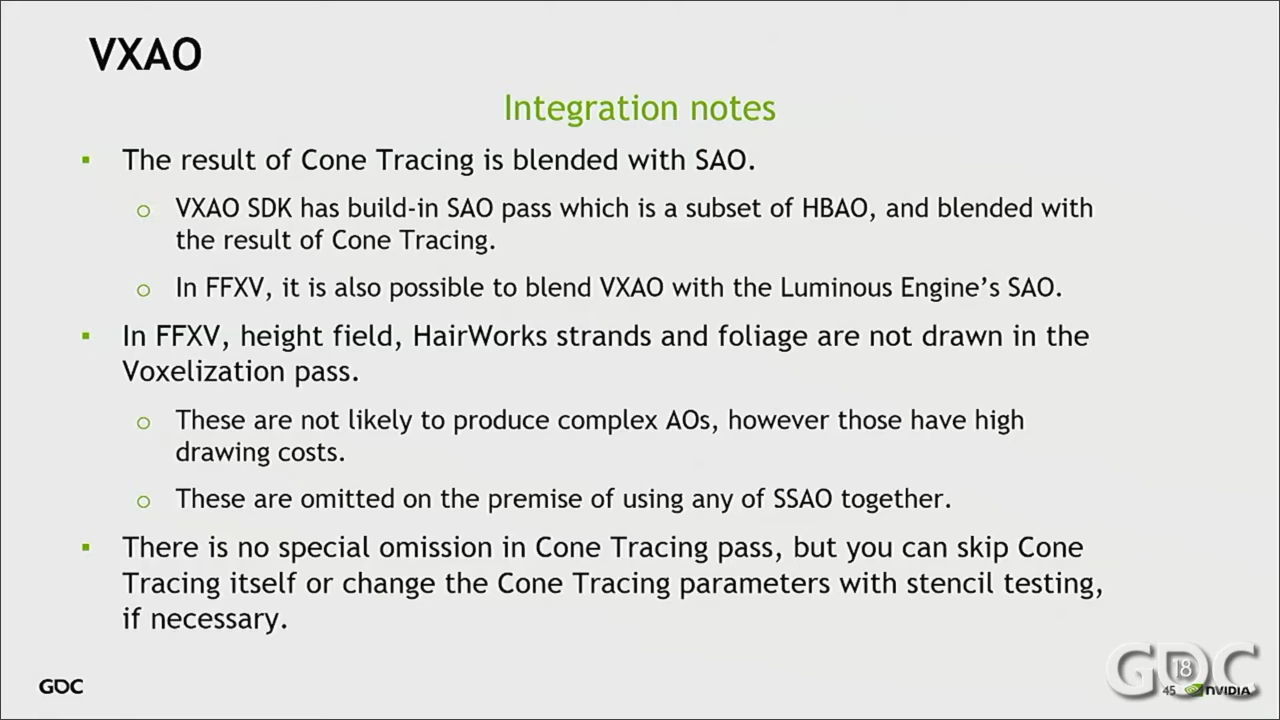 VXAO
Integration notes
▪ The result of Cone Tracing is blended with SAO.
o VXAO SDK has build-in SAO pass which is a subset of HBAO, and blended with
the result of Cone Tracing.
o In FFXV, it is also possible to blend VXAO with the Luminous Engine's SAO.
▪ In FFXV, height field, HairWorks strands and foliage are not drawn in the
Voxelization pass.
o These are not likely to produce complex AOs, however those have high
drawing costs.
o These are omitted on the premise of using any of SSAO together.
▪ There is no special omission in Cone Tracing pass, but you can skip Cone
Tracing itself or change the Cone Tracing parameters with stencil testing,
if necessary.
GDC
GDC 18
45 NVIDIA